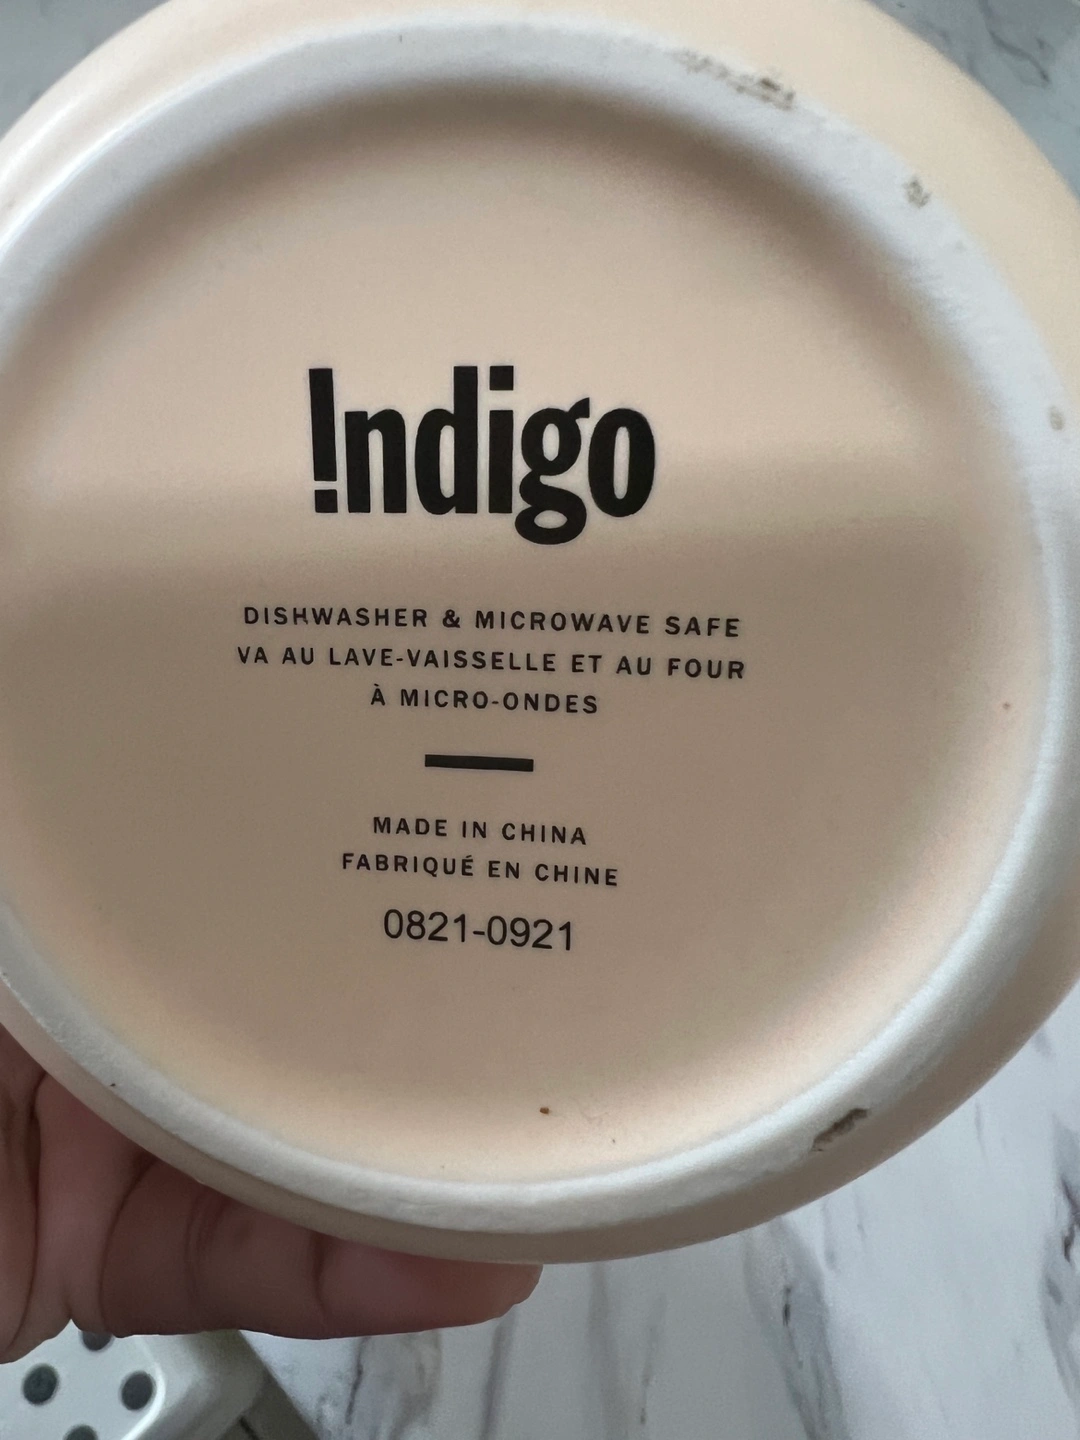 !ndigo
DISHWASHER & MICROWAVE SAFE
VA AU LAVE-VAISSELLE ET AU FOUR
À MICRO-ONDES
MADE IN CHINA
FABRIQUÉ EN CHINE
0821-0921